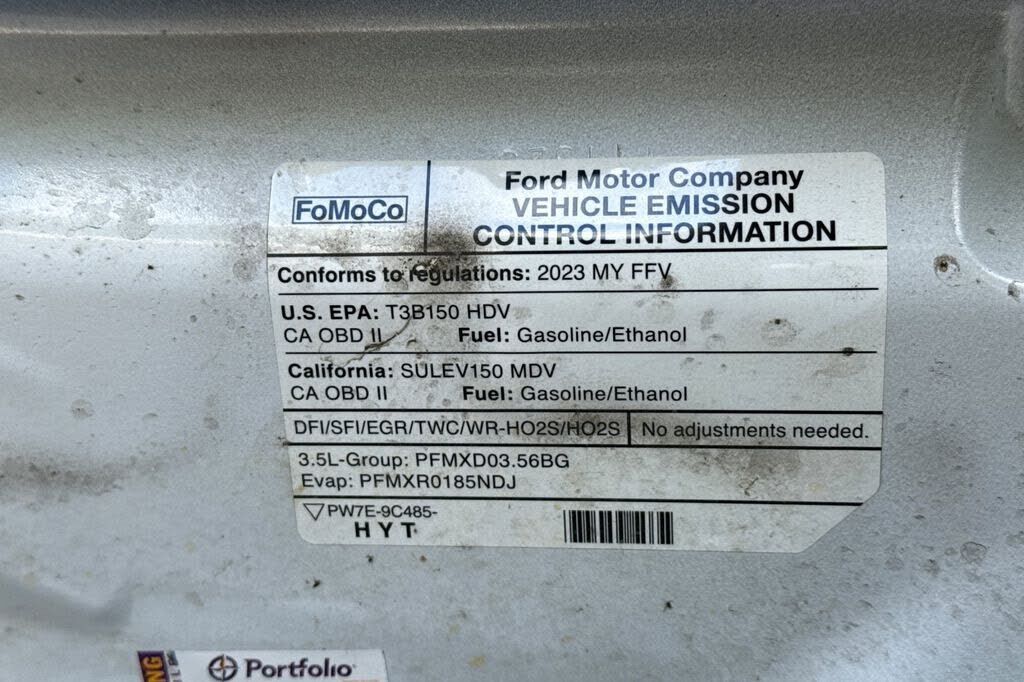 FoMoCo
Ford Motor Company
VEHICLE EMISSION
CONTROL INFORMATION
Conforms to regulations: 2023 MY FFV
U.S. EPA: T3B150 HDV
CA OBD II Fuel: Gasoline/Ethanol
California: SULEV150 MDV
CA OBD II Fuel: Gasoline/Ethanol
DFI/SFI/EGR/TWC/WR-HO2S/HO2S No adjustments needed.
3.5L-Group: PFMXD03.56BG
Evap: PFMXR0185NDJ
PW7E-9C485-
HYT
Portfolio